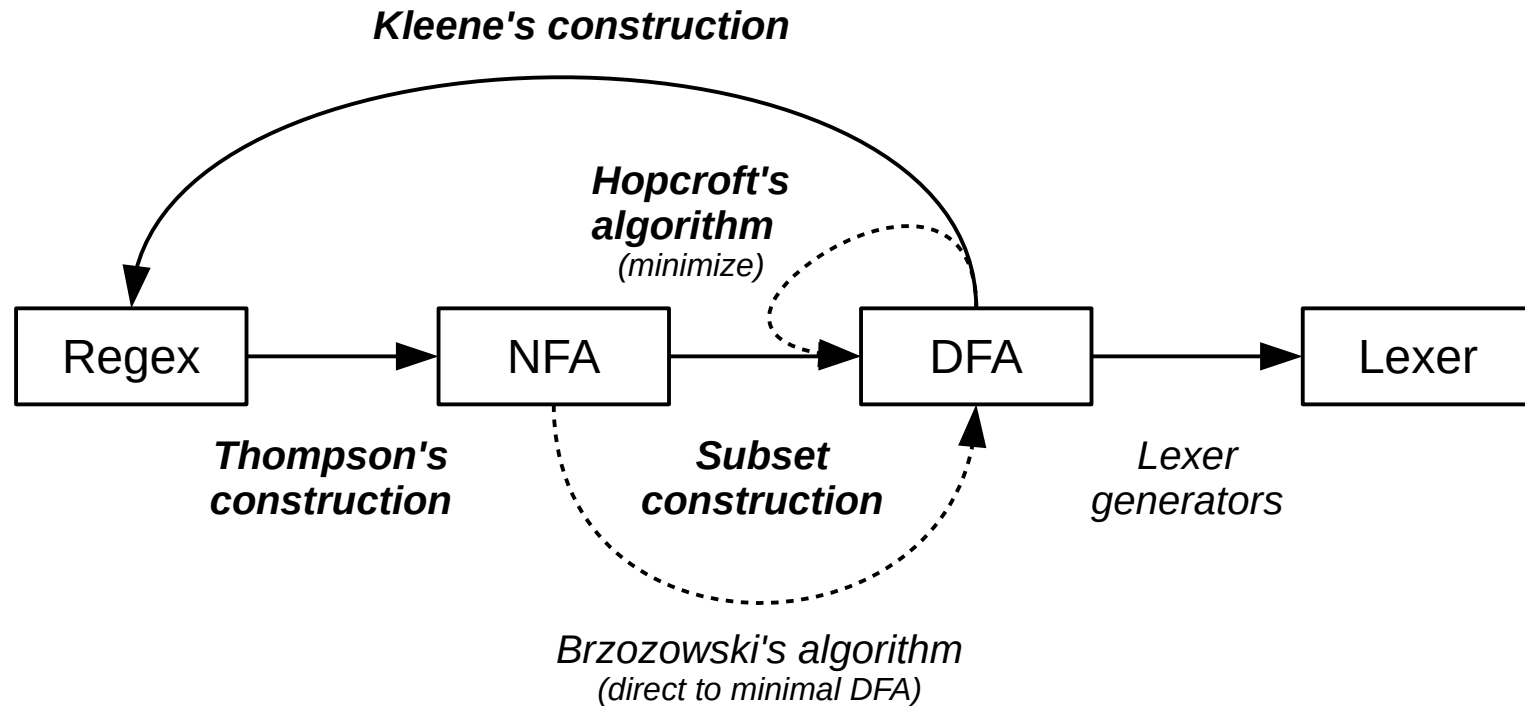 Kleene's construction
Hopcroft's
algorithm
(minimize)
Regex
NFA
DFA
Lexer
Thompson's
construction
Subset
construction
Lexer
generators
Brzozowski's algorithm
(direct to minimal DFA)